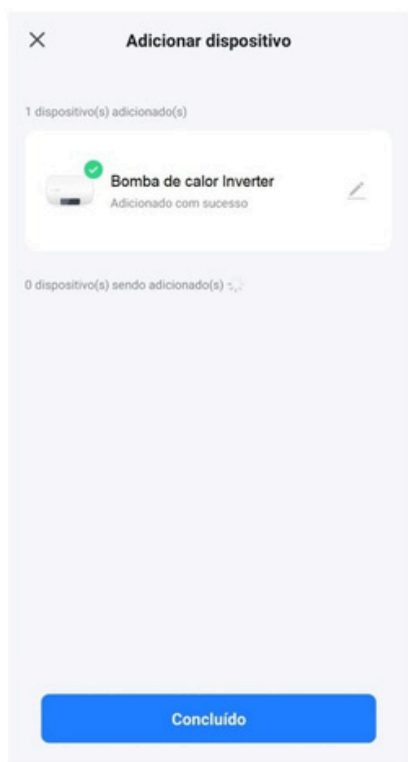 Adicionar dispositivo
1 dispositivo(s) adicionado(s)
Bomba de calor Inverter
Adicionado com sucesso
0 dispositivo(s) sendo adicionado(s)
Concluído